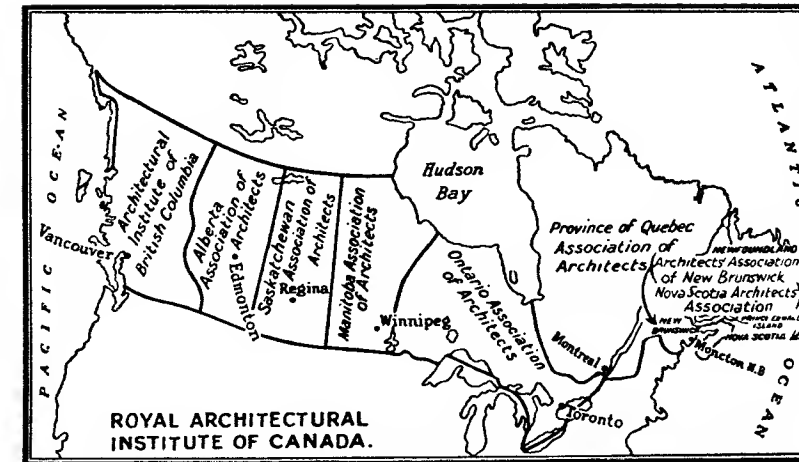 PACIFIC OCEAN
ATLANTIC
OCEAN
Architectural
Institute of
British Columbia
Vancouver
Alberta
Association of
Architects
Edmonton
Saskatchewan
Association of
Architects
Regina
Manitoba Association
of Architects
Winnipeg
Hudson
Bay
Ontario Association
of Architects
Province of Quebec
Association of
Architects
NEWFOUNDLAND
Architects' Association
of New Brunswick
Nova Scotia Architects'
Association
ISLAND
NEW
BRUNSWICK
NOVA SCOTIA
Moncton N.B
Montreal
Toronto
ROYAL ARCHITECTURAL
INSTITUTE OF CANADA.